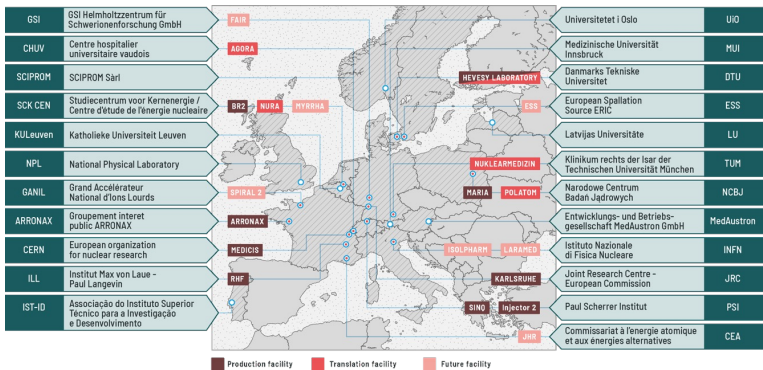 GSI
GSI Helmholtzzentrum für
Schwerionenforschung GmbH
FAIR
Universitetet i Oslo
UiO
CHUV
Centre hospitalier
universitaire vaudois
AGORA
Medizinische Universität
Innsbruck
MUI
SCIPROM
SCIPROM Sàrl
HEVESY LABORATORY
Danmarks Tekniske
Universitet
DTU
SCK CEN
Studiecentrum voor Kernenergie /
Centre d'étude de l'énergie nucleaire
BR2
NURA
MYRRHA
ESS
European Spallation
Source ERIC
ESS
KULeuven
Katholieke Universiteit Leuven
Latvijas Universitāte
LU
NPL
National Physical Laboratory
NUKLEARMEDIZIN
Klinikum rechts der Isar der
Technischen Universität München
TUM
GANIL
Grand Accélérateur
National d'Ions Lourds
SPIRAL 2
MARIA
POLATOM
Narodowe Centrum
Badań Jądrowych
NCBJ
ARRONAX
Groupement interet
public ARRONAX
ARRONAX
Entwicklungs- und Betriebs-
gesellschaft MedAustron GmbH
MedAustron
CERN
European organization
for nuclear research
MEDICIS
ISOLPHARM
LARAMED
Istituto Nazionale
di Fisica Nucleare
INFN
ILL
Institut Max von Laue –
Paul Langevin
RHF
KARLSRUHE
Joint Research Centre -
European Commission
JRC
IST-ID
Associação do Instituto Superior
Técnico para a Investigação
e Desenvolvimento
SINQ
Injector 2
Paul Scherrer Institut
PSI
JHR
Commissariat à l'energie atomique
et aux énergies alternatives
CEA
Production facility
Translation facility
Future facility